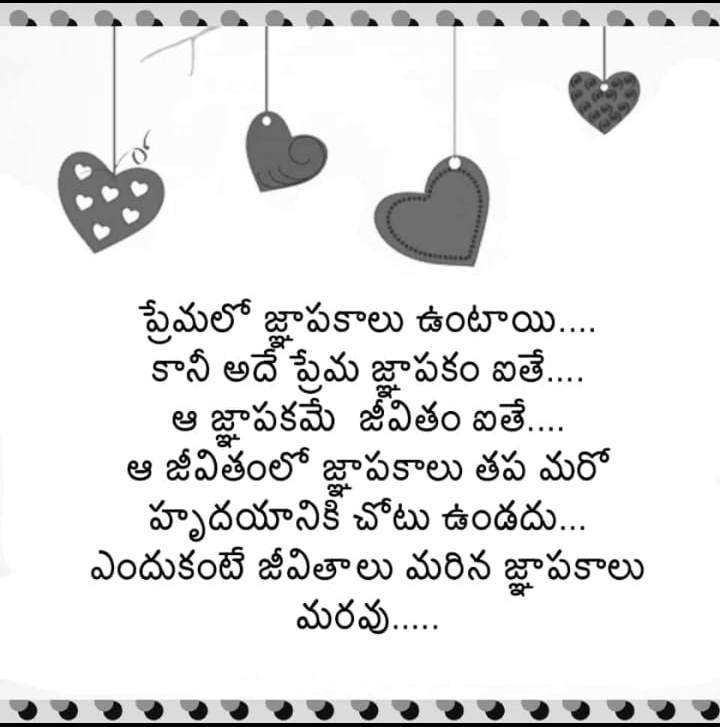 ప్రేమలో జ్ఞాపకాలు ఉంటాయి....
కానీ అదే ప్రేమ జ్ఞాపకం ఐతే....
ఆ జ్ఞాపకమే జీవితం ఐతే....
ఆ జీవితంలో జ్ఞాపకాలు తప మరో
హృదయానికి చోటు ఉండదు...
ఎందుకంటే జీవితాలు మరిన జ్ఞాపకాలు
మరవు.....